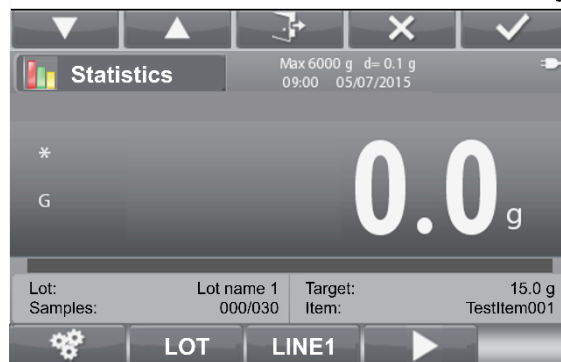 Statistics
Max 6000 g d= 0.1 g
09:00 05/07/2015
*
G
0.0 g
Lot: Lot name 1
Samples: 000/030
Target: 15.0 g
Item: TestItem001
LOT LINE1